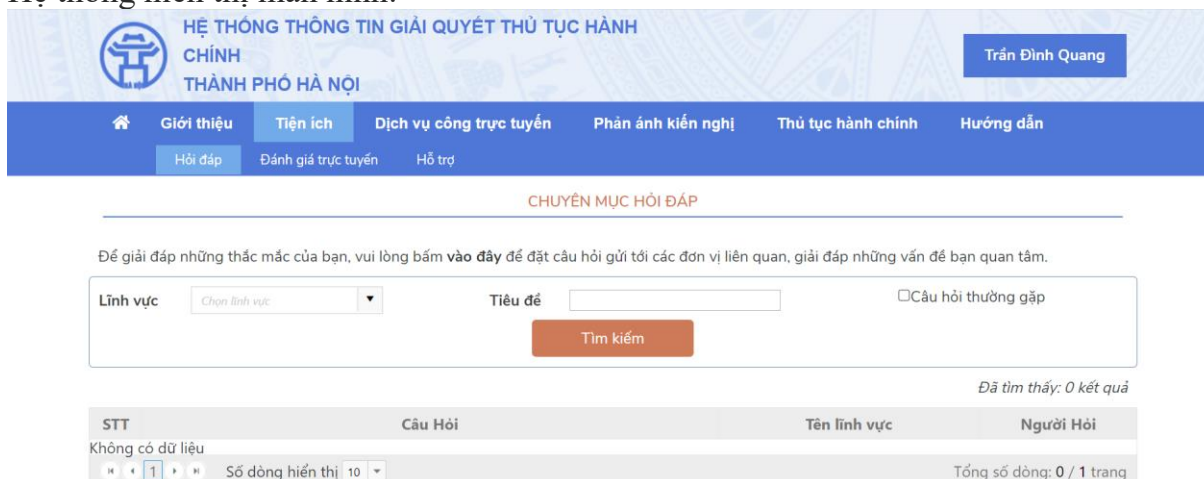 Hệ thống hiển thị màn hình:
HỆ THỐNG THÔNG TIN GIẢI QUYẾT THỦ TỤC HÀNH
CHÍNH
THÀNH PHỐ HÀ NỘI
Trần Đình Quang
Giới thiệu Tiện ích Dịch vụ công trực tuyến Phản ánh kiến nghị Thủ tục hành chính Hướng dẫn
Hỏi đáp Đánh giá trực tuyến Hỗ trợ
CHUYÊN MỤC HỎI ĐÁP
Để giải đáp những thắc mắc của bạn, vui lòng bấm vào đây để đặt câu hỏi gửi tới các đơn vị liên quan, giải đáp những vấn đề bạn quan tâm.
Lĩnh vực Chọn lĩnh vực Tiêu đề Câu hỏi thường gặp
Tìm kiếm
Đã tìm thấy: 0 kết quả
STT Câu Hỏi Tên lĩnh vực Người Hỏi
Không có dữ liệu
1 Số dòng hiển thị 10 Tổng số dòng: 0 / 1 trang